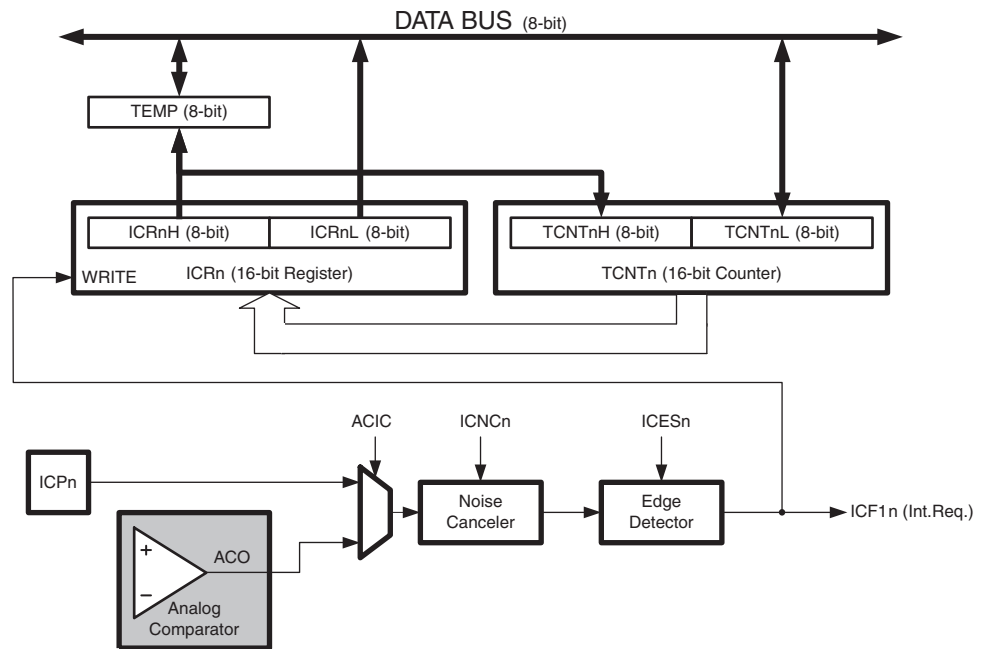 DATA BUS (8-bit)
TEMP (8-bit)
ICRnH (8-bit)
ICRnL (8-bit)
TCNTnH (8-bit)
TCNTnL (8-bit)
WRITE
ICRn (16-bit Register)
TCNTn (16-bit Counter)
ACIC
ICNCn
ICESn
ICPn
Noise
Canceler
Edge
Detector
ICF1n (Int.Req.)
+
ACO
−
Analog
Comparator